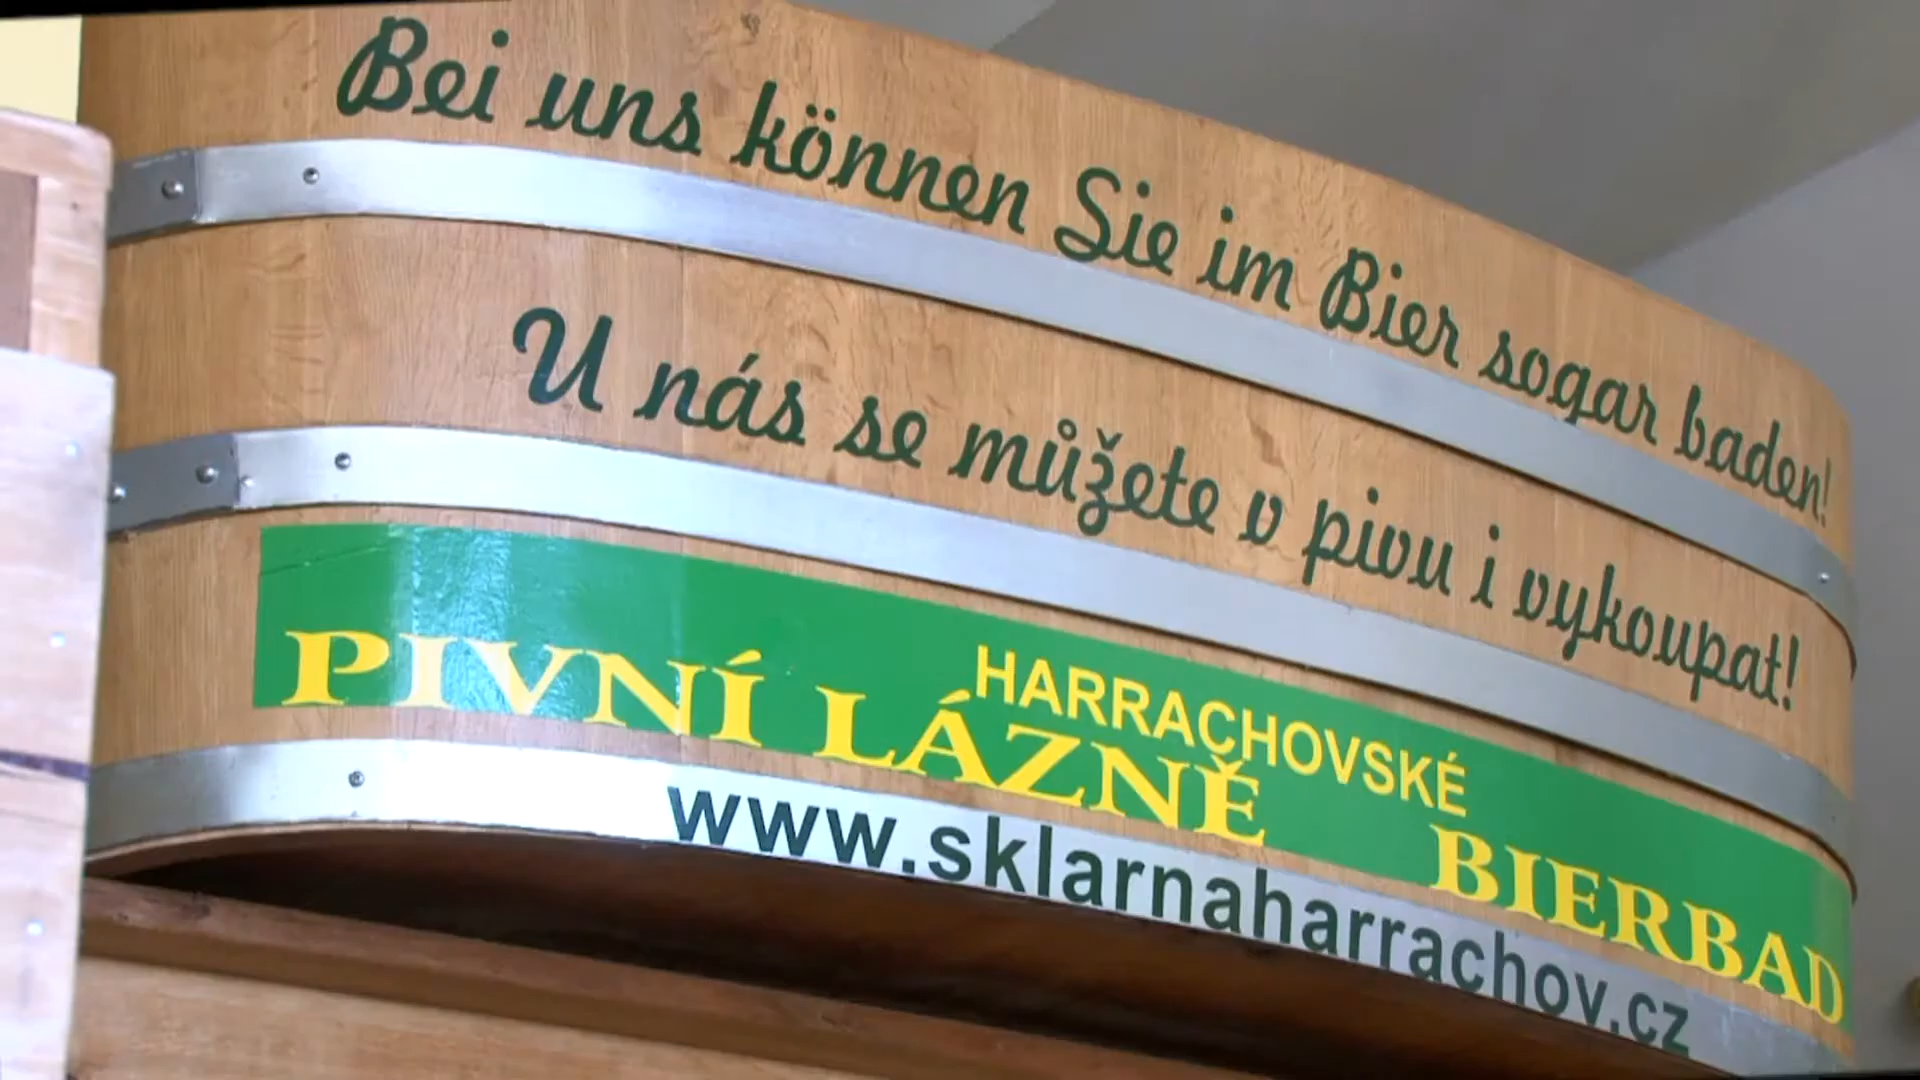 Bei uns können Sie im Bier sogar baden!
U nás se můžete v pivu i vykoupat!
HARRACHOVSKÉ
PIVNÍ LÁZNĚ BIERBAD
www.sklarnaharrachov.cz